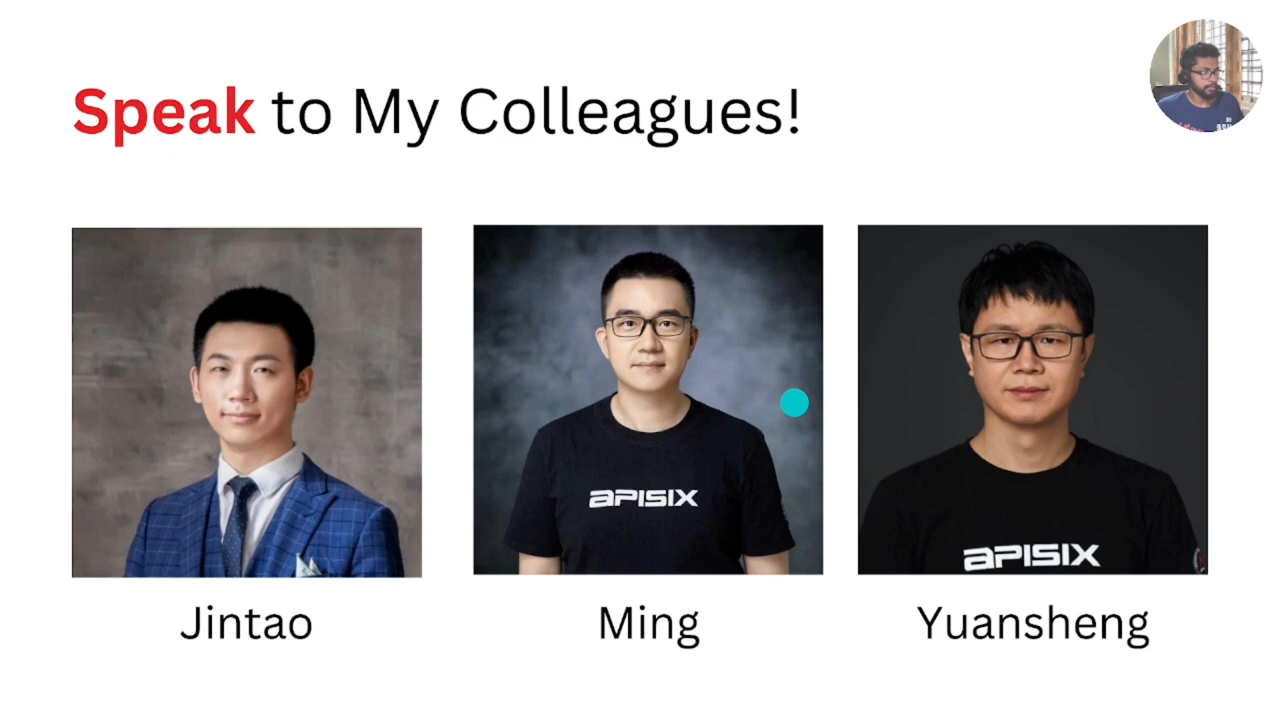 Speak to My Colleagues!
APISIX
APISIX
Jintao
Ming
Yuansheng